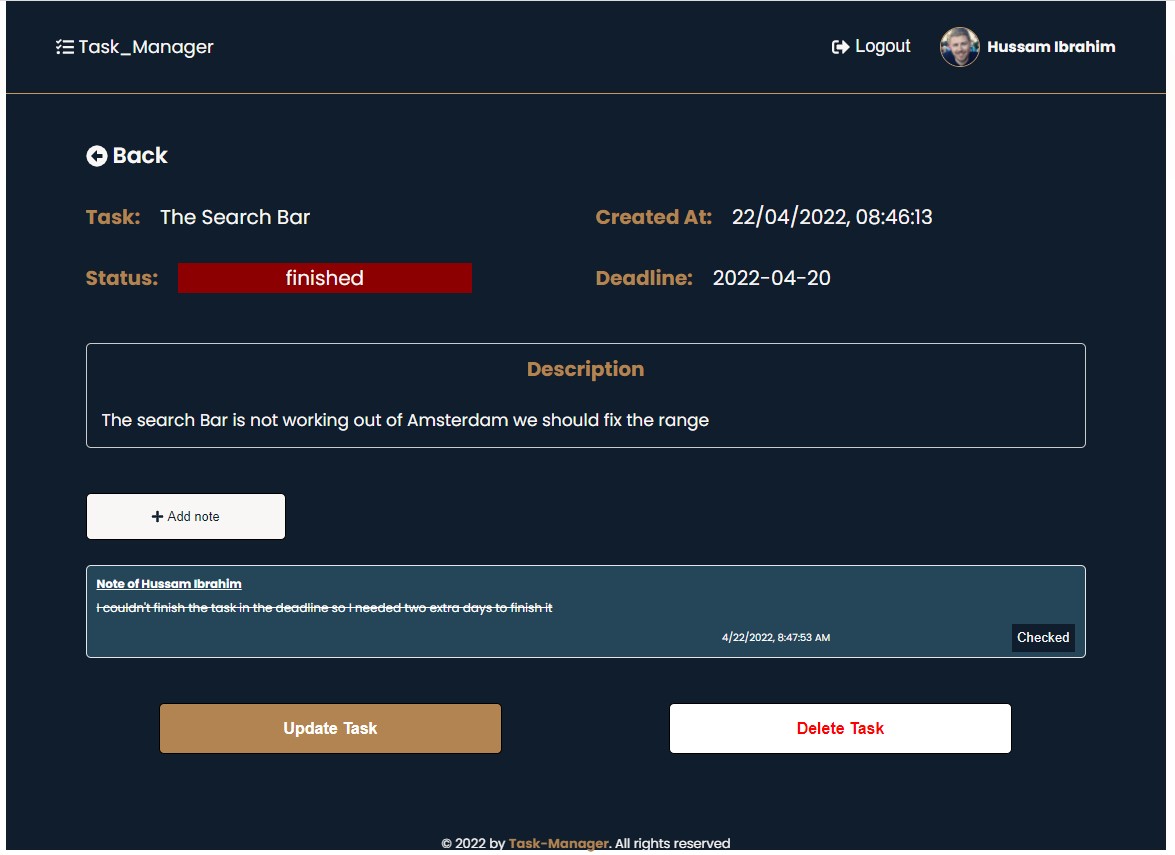 Task_Manager
Logout
Hussam Ibrahim
Back
Task: The Search Bar
Created At: 22/04/2022, 08:46:13
Status: finished
Deadline: 2022-04-20
Description
The search Bar is not working out of Amsterdam we should fix the range
Add note
Note of Hussam Ibrahim
I couldn't finish the task in the deadline so I needed two extra days to finish it
4/22/2022, 8:47:53 AM
Checked
Update Task
Delete Task
© 2022 by Task-Manager. All rights reserved